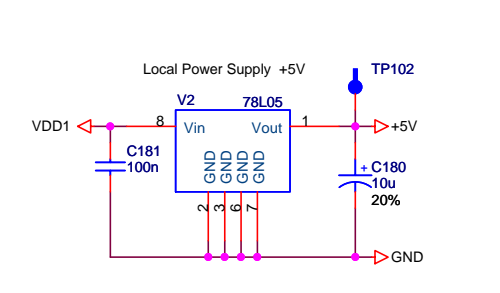 Local Power Supply +5V
TP102
V2
78L05
VDD1
8
Vin
Vout
1
+5V
C181
100n
GND
GND
GND
GND
+
C180
10u
20%
2
3
6
7
GND